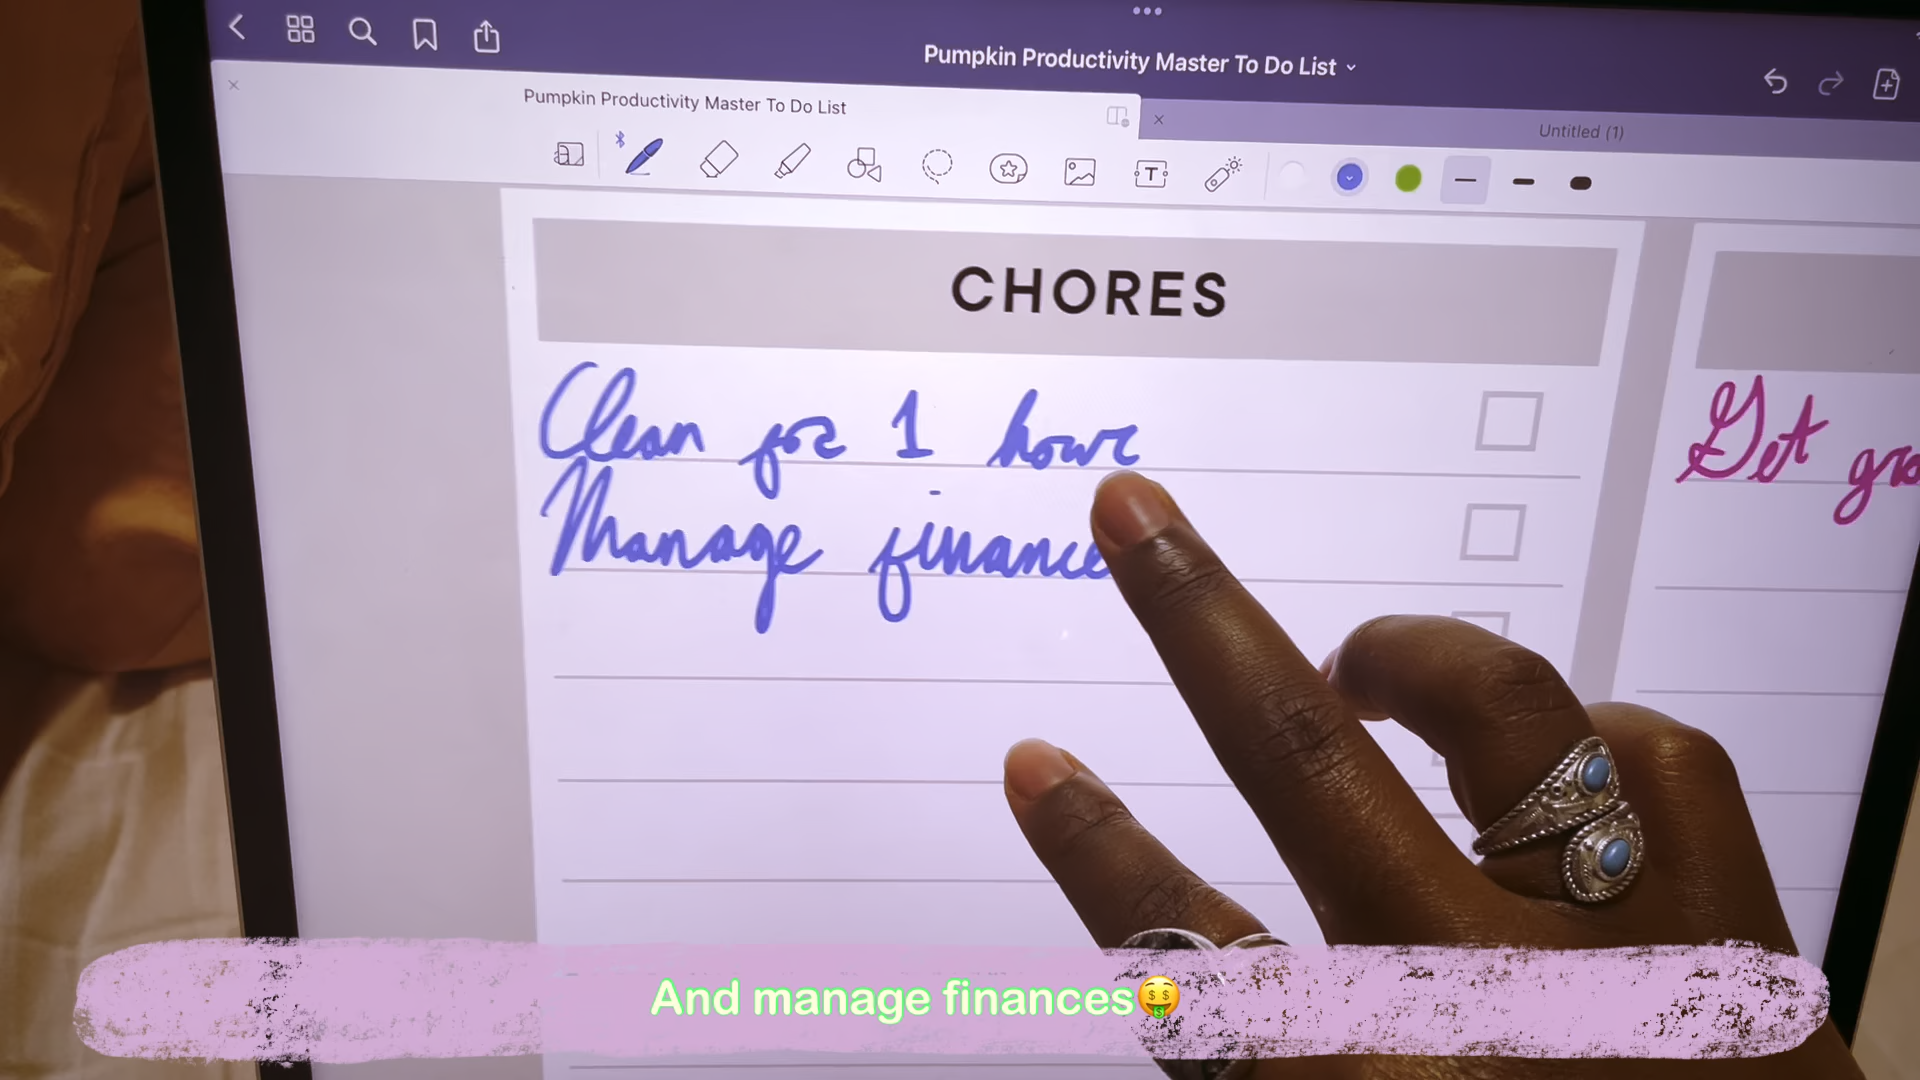 Pumpkin Productivity Master To Do List
Pumpkin Productivity Master To Do List
Untitled (1)
CHORES
Clean for 1 hour
Manage finance
Get
And manage finances🤑